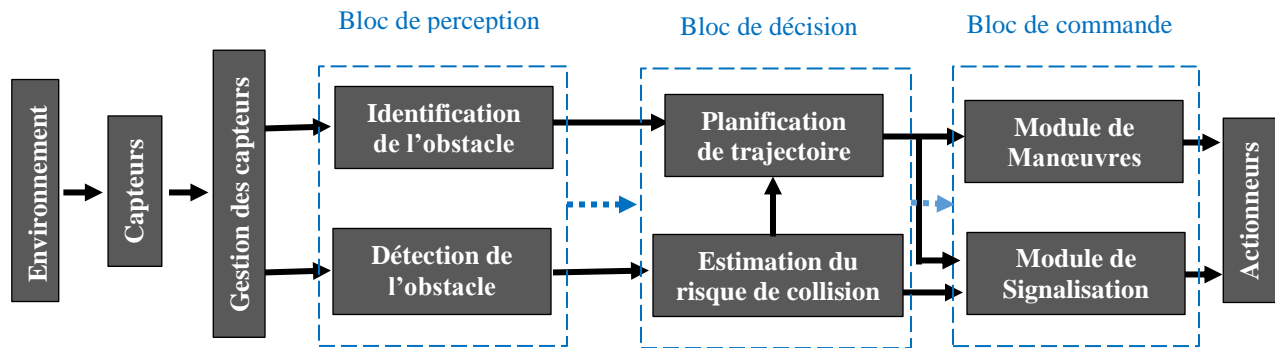 Bloc de perception
Bloc de décision
Bloc de commande
Environnement
Capteurs
Gestion des capteurs
Identification
de l’obstacle
Détection de
l’obstacle
Planification
de trajectoire
Estimation du
risque de collision
Module de
Manœuvres
Module de
Signalisation
Actionneurs